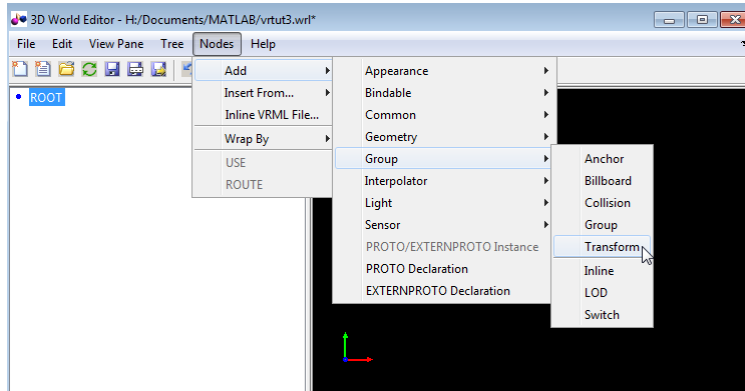 3D World Editor - H:/Documents/MATLAB/vrtut3.wrl*
File Edit View Pane Tree Nodes Help
ROOT
Add
Insert From...
Inline VRML File...
Wrap By
USE
ROUTE
Appearance
Bindable
Common
Geometry
Group
Interpolator
Light
Sensor
PROTO/EXTERNPROTO Instance
PROTO Declaration
EXTERNPROTO Declaration
Anchor
Billboard
Collision
Group
Transform
Inline
LOD
Switch